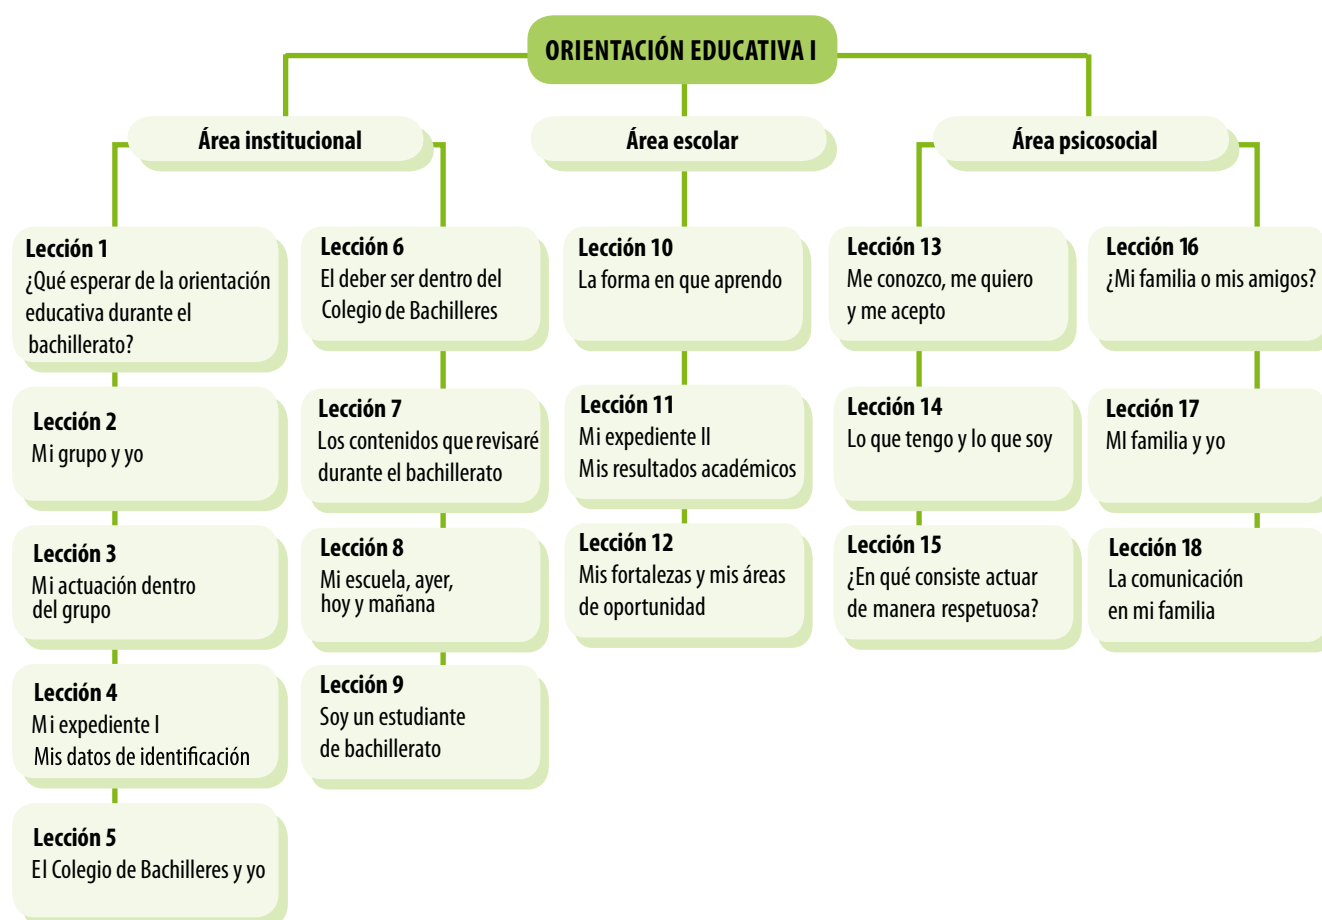 ORIENTACIÓN EDUCATIVA I
Área institucional
Área escolar
Área psicosocial
Lección 1
¿Qué esperar de la orientación
educativa durante el
bachillerato?
Lección 2
Mi grupo y yo
Lección 3
Mi actuación dentro
del grupo
Lección 4
Mi expediente I
Mis datos de identificación
Lección 5
El Colegio de Bachilleres y yo
Lección 6
El deber ser dentro del
Colegio de Bachilleres
Lección 7
Los contenidos que revisaré
durante el bachillerato
Lección 8
Mi escuela, ayer,
hoy y mañana
Lección 9
Soy un estudiante
de bachillerato
Lección 10
La forma en que aprendo
Lección 11
Mi expediente II
Mis resultados académicos
Lección 12
Mis fortalezas y mis áreas
de oportunidad
Lección 13
Me conozco, me quiero
y me acepto
Lección 14
Lo que tengo y lo que soy
Lección 15
¿En qué consiste actuar
de manera respetuosa?
Lección 16
¿Mi familia o mis amigos?
Lección 17
MI familia y yo
Lección 18
La comunicación
en mi familia